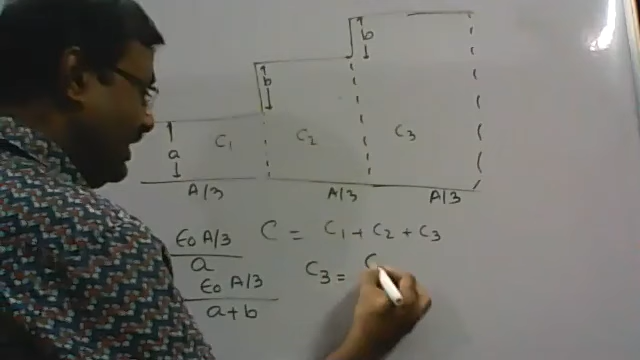 b
b
a C₁ C₂ C₃
A/3 A/3 A/3
ε₀ A/3 / a C = C₁ + C₂ + C₃
ε₀ A/3 / a + b C₃ =